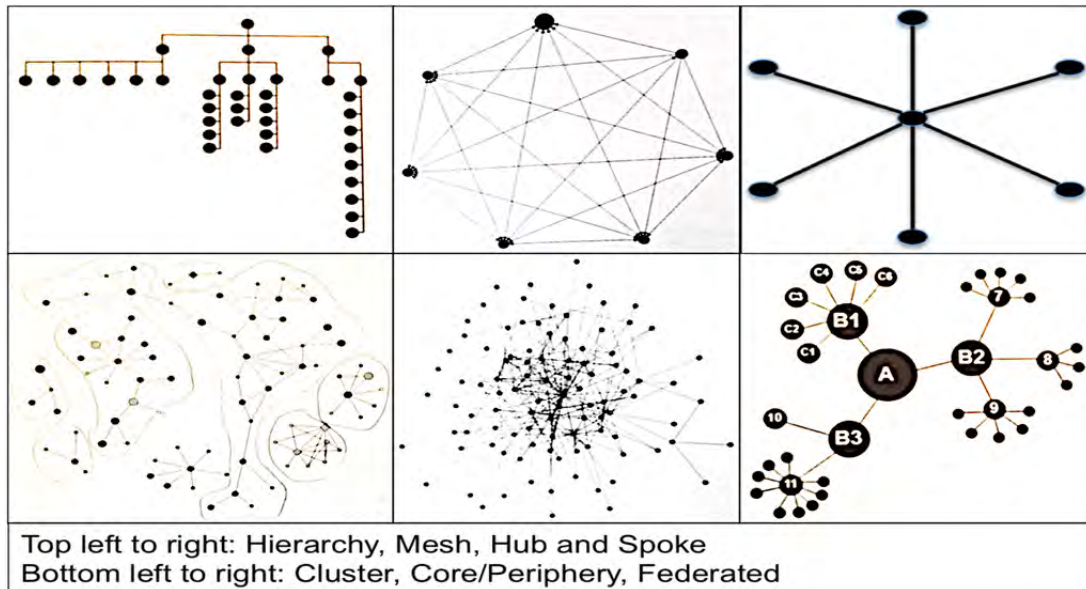 C4
C5
C6
C3
B1
C2
C1
A
7
B2
8
9
10
B3
11
Top left to right: Hierarchy, Mesh, Hub and Spoke
Bottom left to right: Cluster, Core/Periphery, Federated